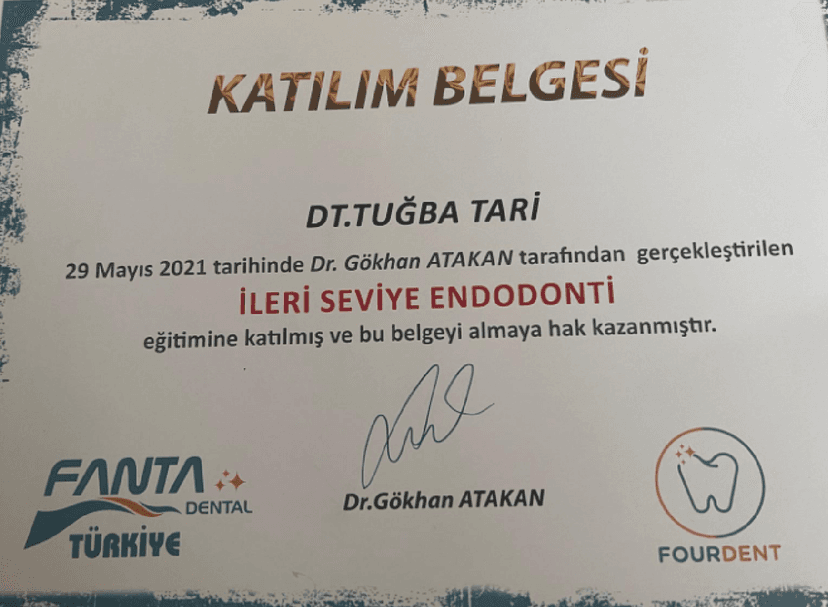 KATILIM BELGESİ
DT.TUĞBA TARİ
29 Mayıs 2021 tarihinde Dr. Gökhan ATAKAN tarafından gerçekleştirilen
İLERİ SEVİYE ENDODONTİ
eğitimine katılmış ve bu belgeyi almaya hak kazanmıştır.
Dr.Gökhan ATAKAN
FANTA
DENTAL
TÜRKİYE
FOURDENT